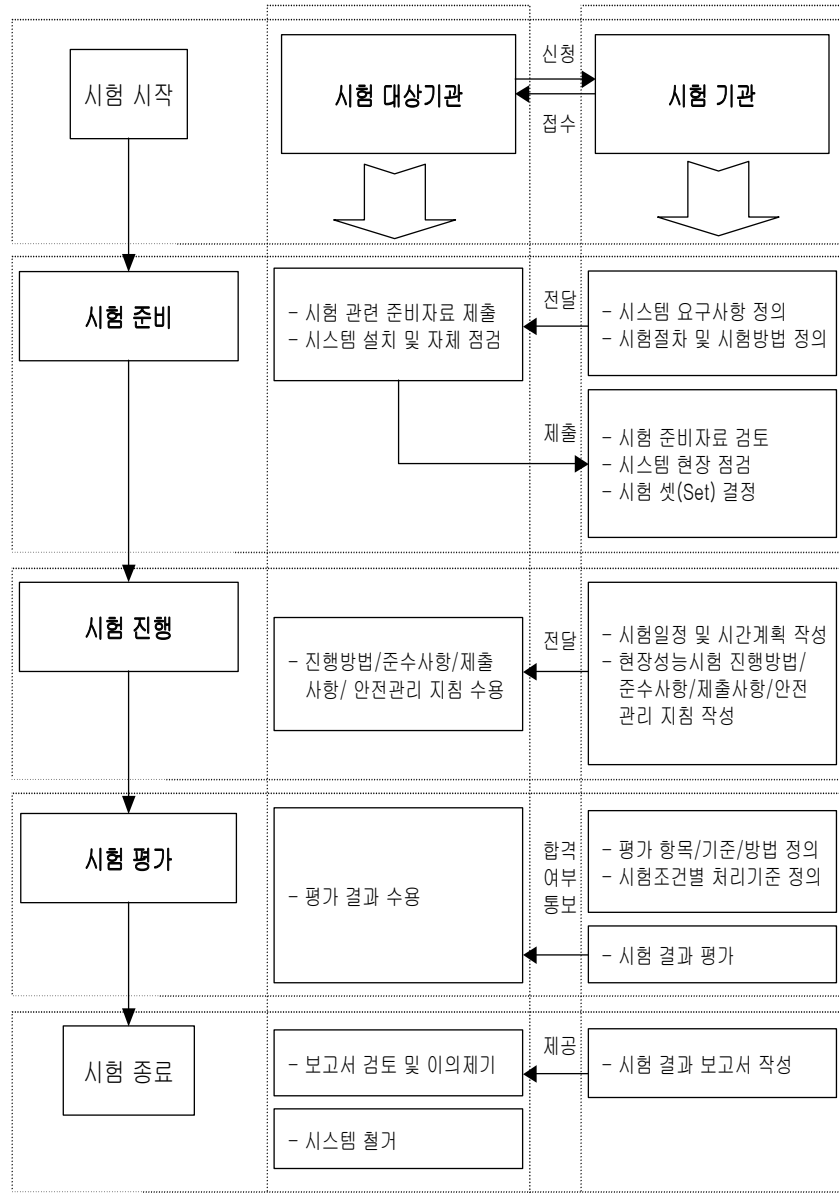 신청
시험 시작
시험 대상기관
시험 기관
접수
시험 준비
- 시험 관련 준비자료 제출
- 시스템 설치 및 자체 점검
전달
- 시스템 요구사항 정의
- 시험절차 및 시험방법 정의
제출
- 시험 준비자료 검토
- 시스템 현장 점검
- 시험 셋(Set) 결정
시험 진행
- 진행방법/준수사항/제출
사항/ 안전관리 지침 수용
전달
- 시험일정 및 시간계획 작성
- 현장성능시험 진행방법/
준수사항/제출사항/안전
관리 지침 작성
시험 평가
- 평가 결과 수용
합격
여부
통보
- 평가 항목/기준/방법 정의
- 시험조건별 처리기준 정의
- 시험 결과 평가
시험 종료
- 보고서 검토 및 이의제기
제공
- 시험 결과 보고서 작성
- 시스템 철거